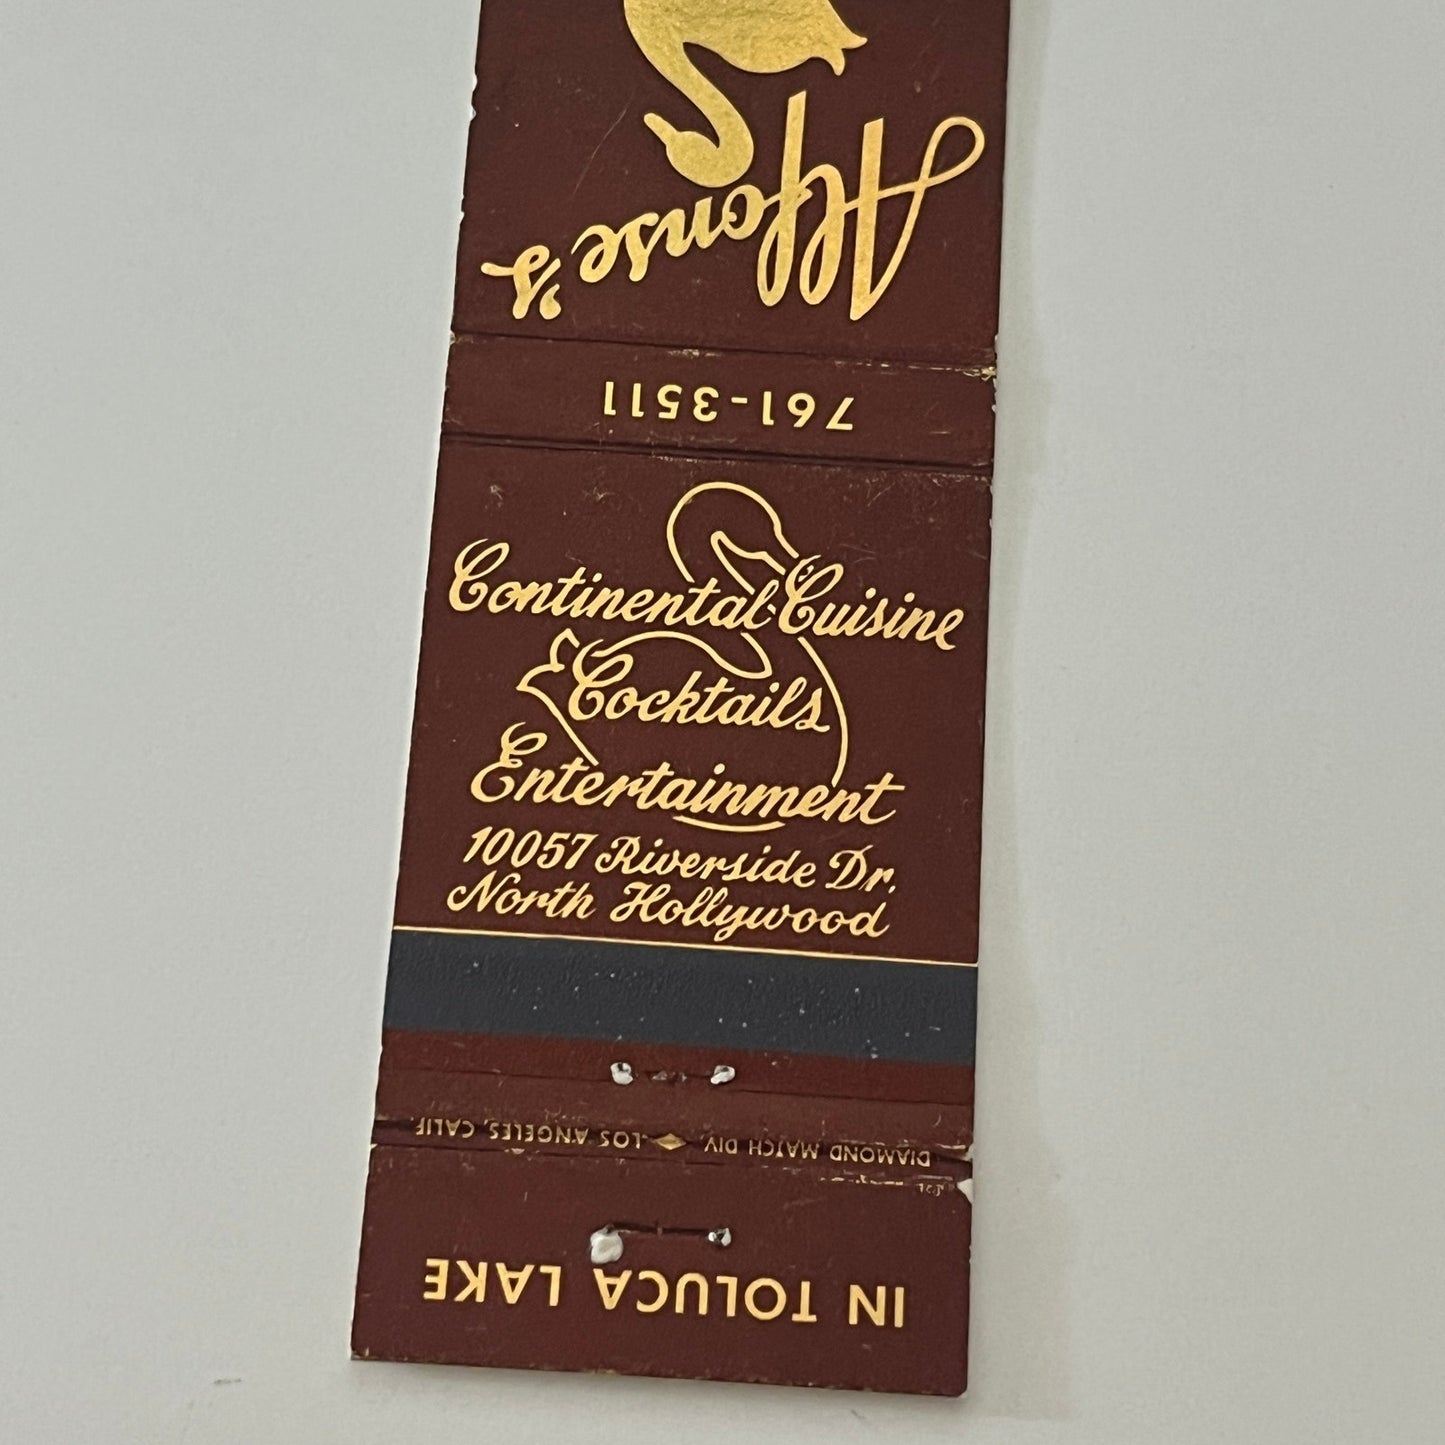 Alfonse's
761-3511
Continental Cuisine
Cocktails
Entertainment
10057 Riverside Dr.
North Hollywood
DIAMOND MATCH DIV. LOS ANGELES, CALIF.
IN TOLUCA LAKE